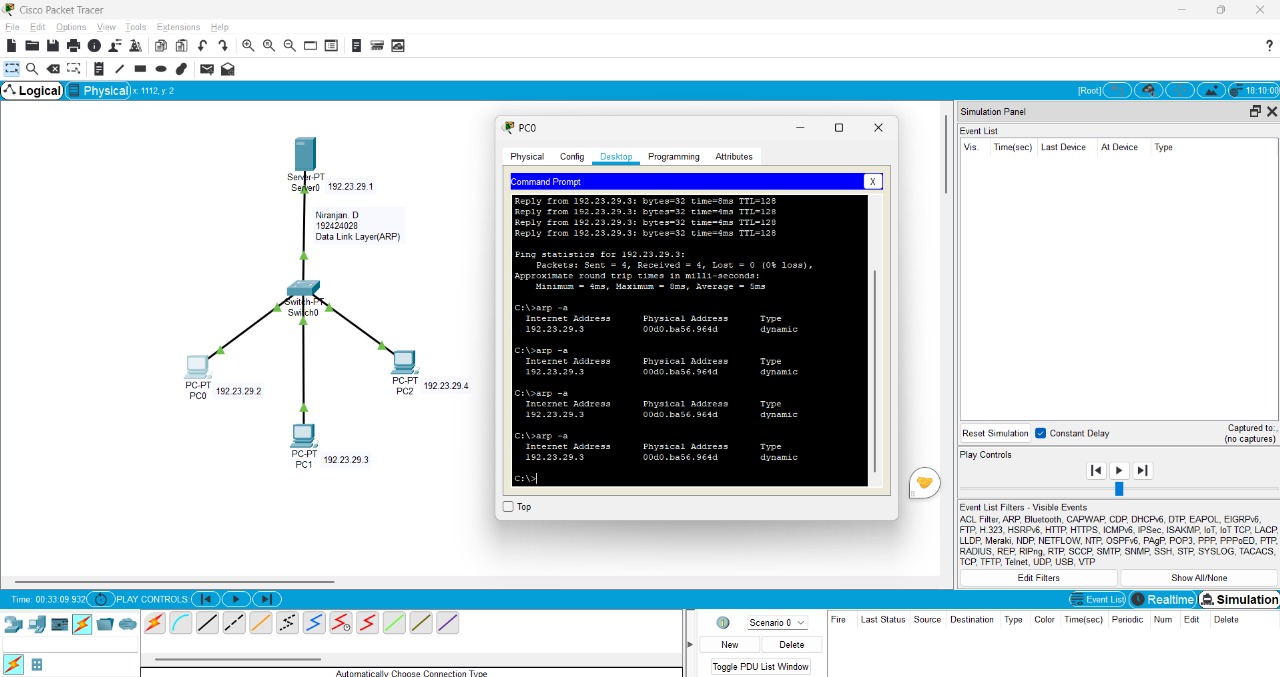 Cisco Packet Tracer
File Edit Options View Tools Extensions Help
?
Logical Physical x: 1112, y: 2 [Root] 18:10:00
Server-PT
Server0 192.23.29.1
Niranjan. D
192424028
Data Link Layer(ARP)
Switch-PT
Switch0
PC-PT
PC0 192.23.29.2
PC-PT
PC2 192.23.29.4
PC-PT
PC1 192.23.29.3
PC0
Physical Config Desktop Programming Attributes
Command Prompt X
Reply from 192.23.29.3: bytes=32 time=8ms TTL=128
Reply from 192.23.29.3: bytes=32 time=4ms TTL=128
Reply from 192.23.29.3: bytes=32 time=4ms TTL=128
Reply from 192.23.29.3: bytes=32 time=4ms TTL=128
Ping statistics for 192.23.29.3:
Packets: Sent = 4, Received = 4, Lost = 0 (0% loss),
Approximate round trip times in milli-seconds:
Minimum = 4ms, Maximum = 8ms, Average = 5ms
C:\>arp -a
Internet Address Physical Address Type
192.23.29.3 00d0.ba56.964d dynamic
C:\>arp -a
Internet Address Physical Address Type
192.23.29.3 00d0.ba56.964d dynamic
C:\>arp -a
Internet Address Physical Address Type
192.23.29.3 00d0.ba56.964d dynamic
C:\>arp -a
Internet Address Physical Address Type
192.23.29.3 00d0.ba56.964d dynamic
C:\>
Top
Simulation Panel
Event List
Vis. Time(sec) Last Device At Device Type
Reset Simulation Constant Delay Captured to:
(no captures)
Play Controls
Event List Filters - Visible Events
ACL Filter, ARP, Bluetooth, CAPWAP, CDP, DHCPv6, DTP, EAPOL, EIGRPv6,
FTP, H.323, HSRPv6, HTTP, HTTPS, ICMPv6, IPSec, ISAKMP, IoT, IoT TCP, LACP,
LLDP, Meraki, NDP, NETFLOW, NTP, OSPFv6, PAgP, POP3, PPP, PPPoED, PTP,
RADIUS, REP, RIPng, RTP, SCCP, SMTP, SNMP, SSH, STP, SYSLOG, TACACS,
TCP, TFTP, Telnet, UDP, USB, VTP
Edit Filters Show All/None
Time: 00:33:09.932 PLAY CONTROLS: Event List Realtime Simulation
Scenario 0
New Delete
Toggle PDU List Window
Fire Last Status Source Destination Type Color Time(sec) Periodic Num Edit Delete
Automatically Choose Connection Type